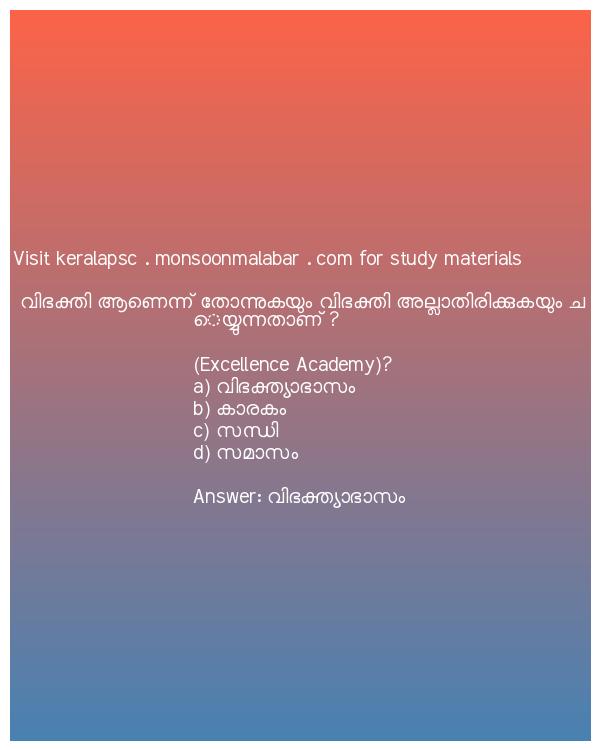 Visit keralapsc . monsoonmalabar . com for study materials
വിഭക്തി ആണെന്ന് തോന്നുകയും വിഭക്തി അല്ലാതിരിക്കുകയും ച
െയ്യുന്നതാണ് ?
(Excellence Academy)?
a) വിഭക്ത്യാഭാസം
b) കാരകം
c) സന്ധി
d) സമാസം
Answer: വിഭക്ത്യാഭാസം